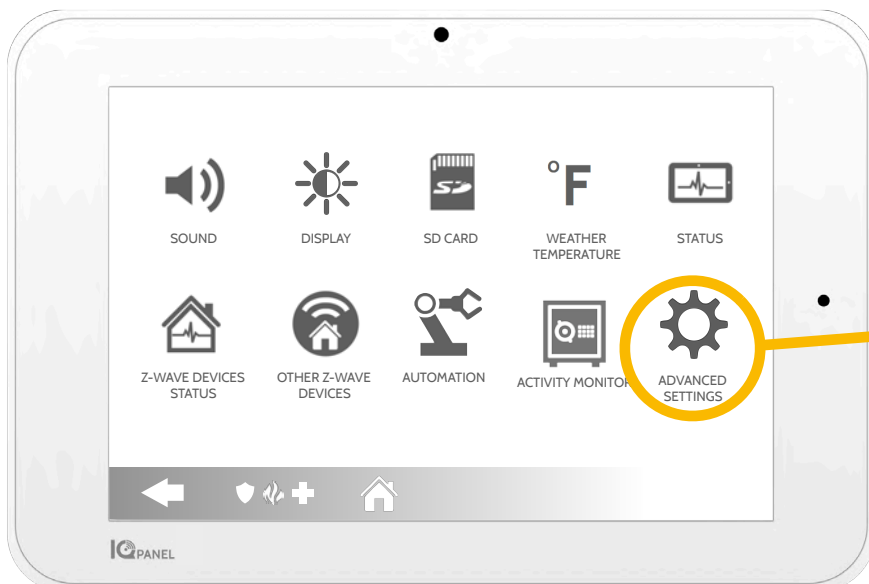 SD
°F
SOUND
DISPLAY
SD CARD
WEATHER
TEMPERATURE
STATUS
Z-WAVE DEVICES
STATUS
OTHER Z-WAVE
DEVICES
AUTOMATION
ACTIVITY MONITOR
ADVANCED
SETTINGS
IQ PANEL